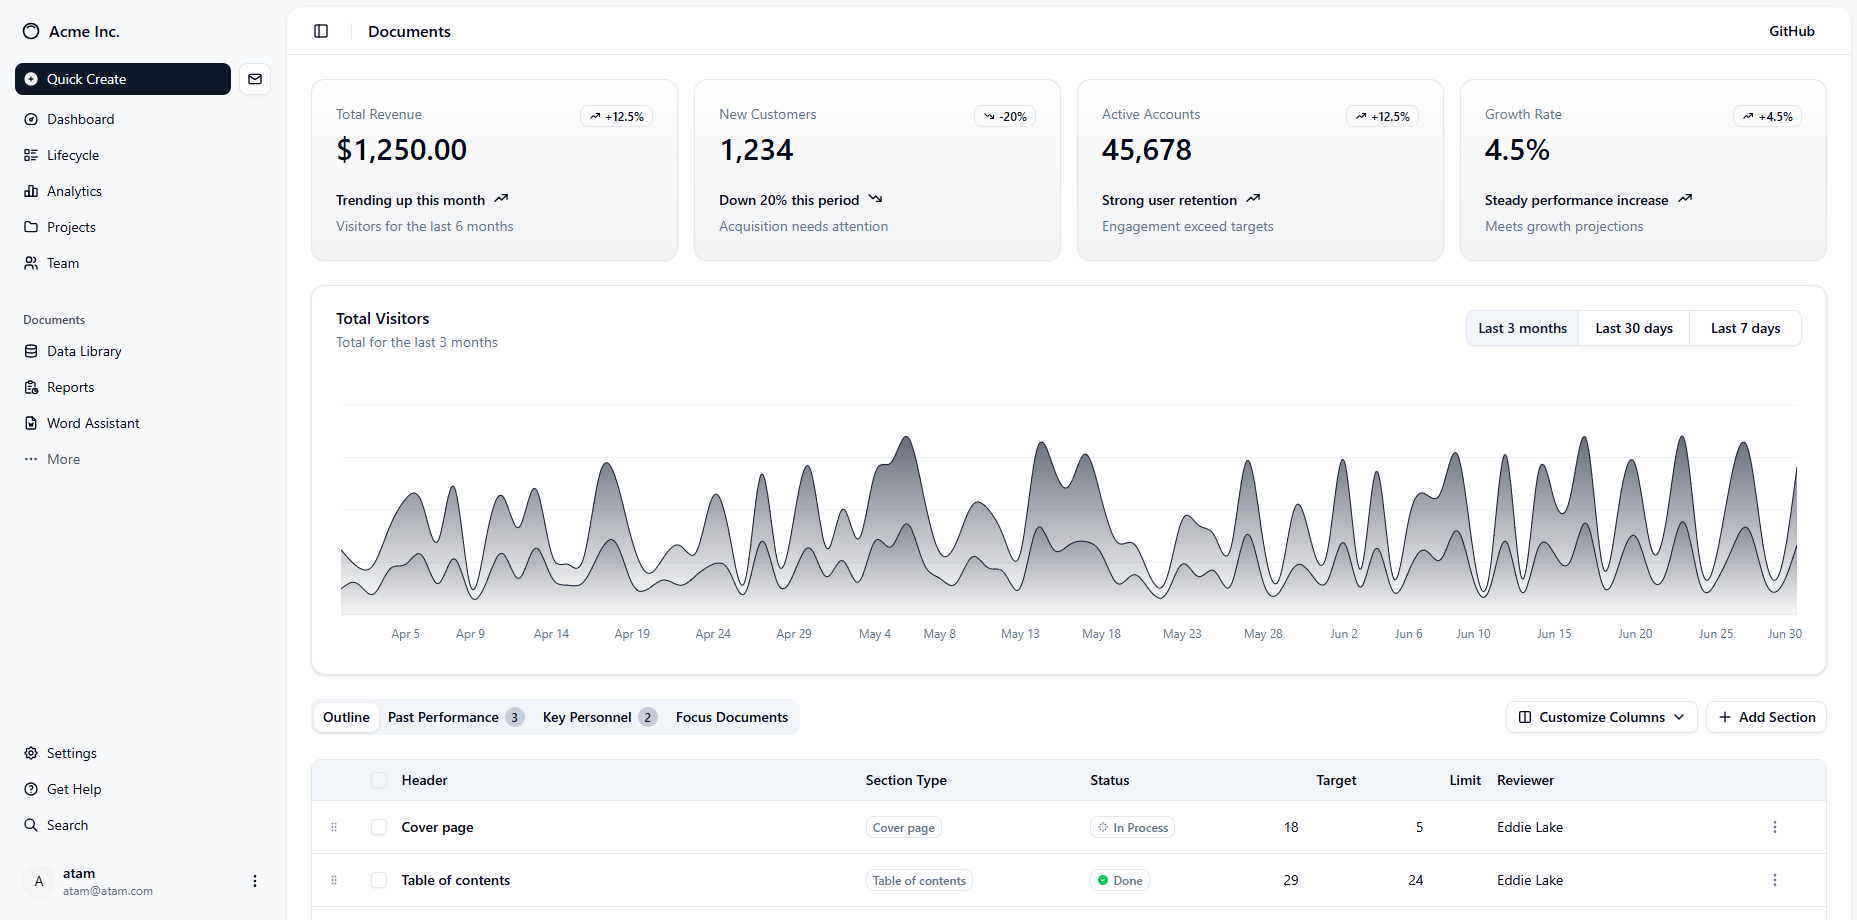 Acme Inc.
Quick Create
Dashboard
Lifecycle
Analytics
Projects
Team
Documents
Data Library
Reports
Word Assistant
More
Settings
Get Help
Search
A
atam
atam@atam.com
Documents
GitHub
Total Revenue
+12.5%
$1,250.00
Trending up this month
Visitors for the last 6 months
New Customers
-20%
1,234
Down 20% this period
Acquisition needs attention
Active Accounts
+12.5%
45,678
Strong user retention
Engagement exceed targets
Growth Rate
+4.5%
4.5%
Steady performance increase
Meets growth projections
Total Visitors
Total for the last 3 months
Last 3 months Last 30 days Last 7 days
Apr 5 Apr 9 Apr 14 Apr 19 Apr 24 Apr 29 May 4 May 8 May 13 May 18 May 23 May 28 Jun 2 Jun 6 Jun 10 Jun 15 Jun 20 Jun 25 Jun 30
Outline Past Performance 3 Key Personnel 2 Focus Documents
Customize Columns Add Section
Header Section Type Status Target Limit Reviewer
Cover page Cover page In Process 18 5 Eddie Lake
Table of contents Table of contents Done 29 24 Eddie Lake